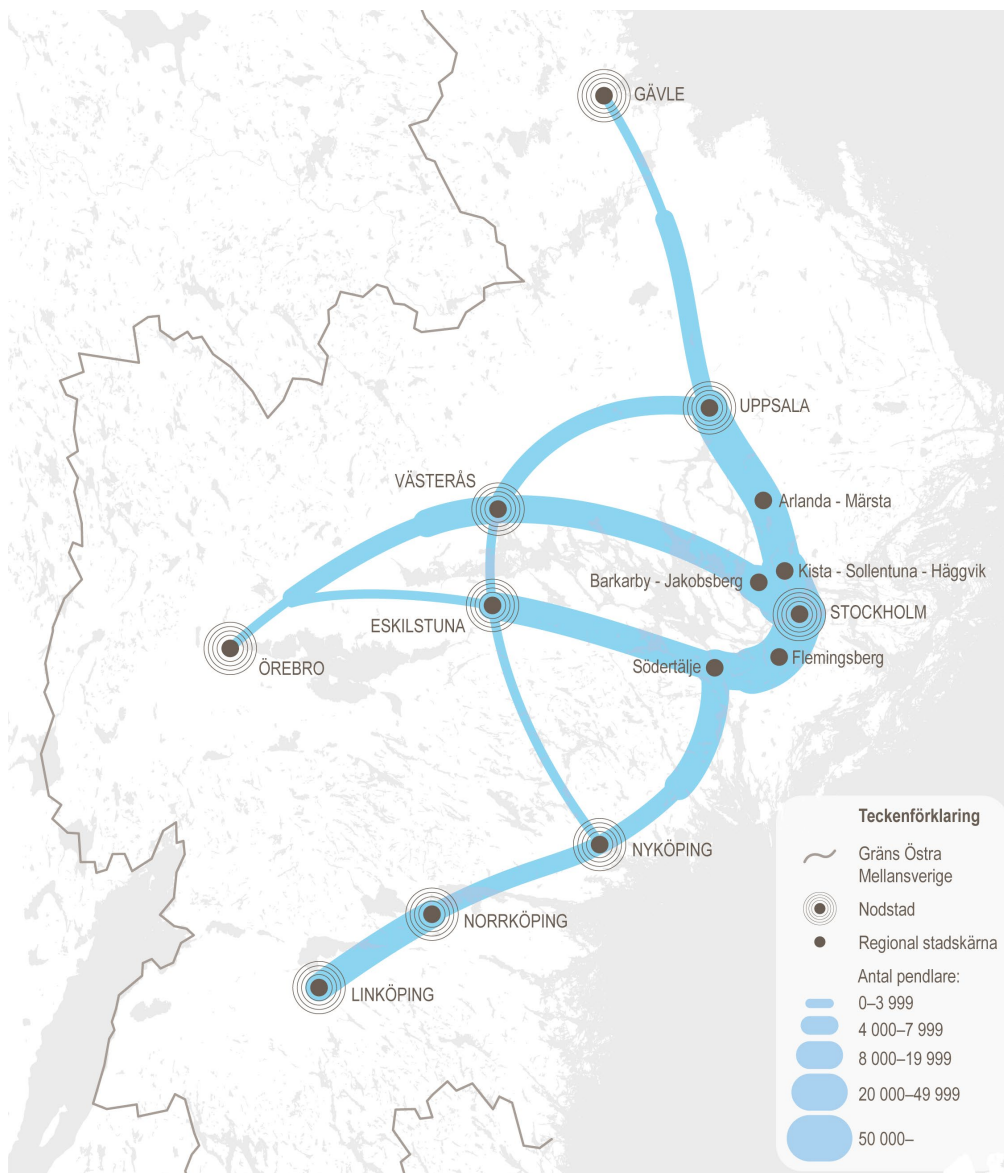 GÄVLE
UPPSALA
VÄSTERÅS
Arlanda - Märsta
Kista - Sollentuna - Häggvik
Barkarby - Jakobsberg
STOCKHOLM
ESKILSTUNA
Flemingsberg
Södertälje
ÖREBRO
NYKÖPING
NORRKÖPING
LINKÖPING
Teckenförklaring
Gräns Östra
Mellansverige
Nodstad
Regional stadskärna
Antal pendlare:
0–3 999
4 000–7 999
8 000–19 999
20 000–49 999
50 000–